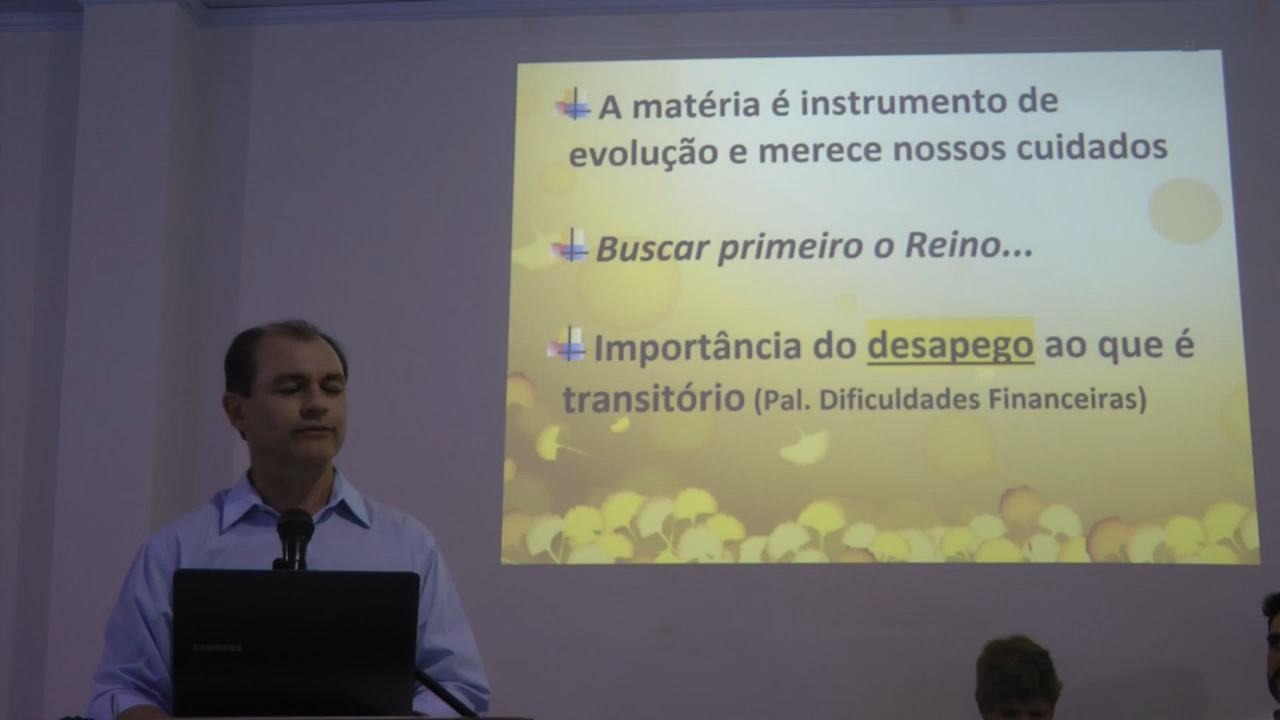 A matéria é instrumento de
evolução e merece nossos cuidados
Buscar primeiro o Reino...
Importância do desapego ao que é
transitório (Pal. Dificuldades Financeiras)
SAMSUNG